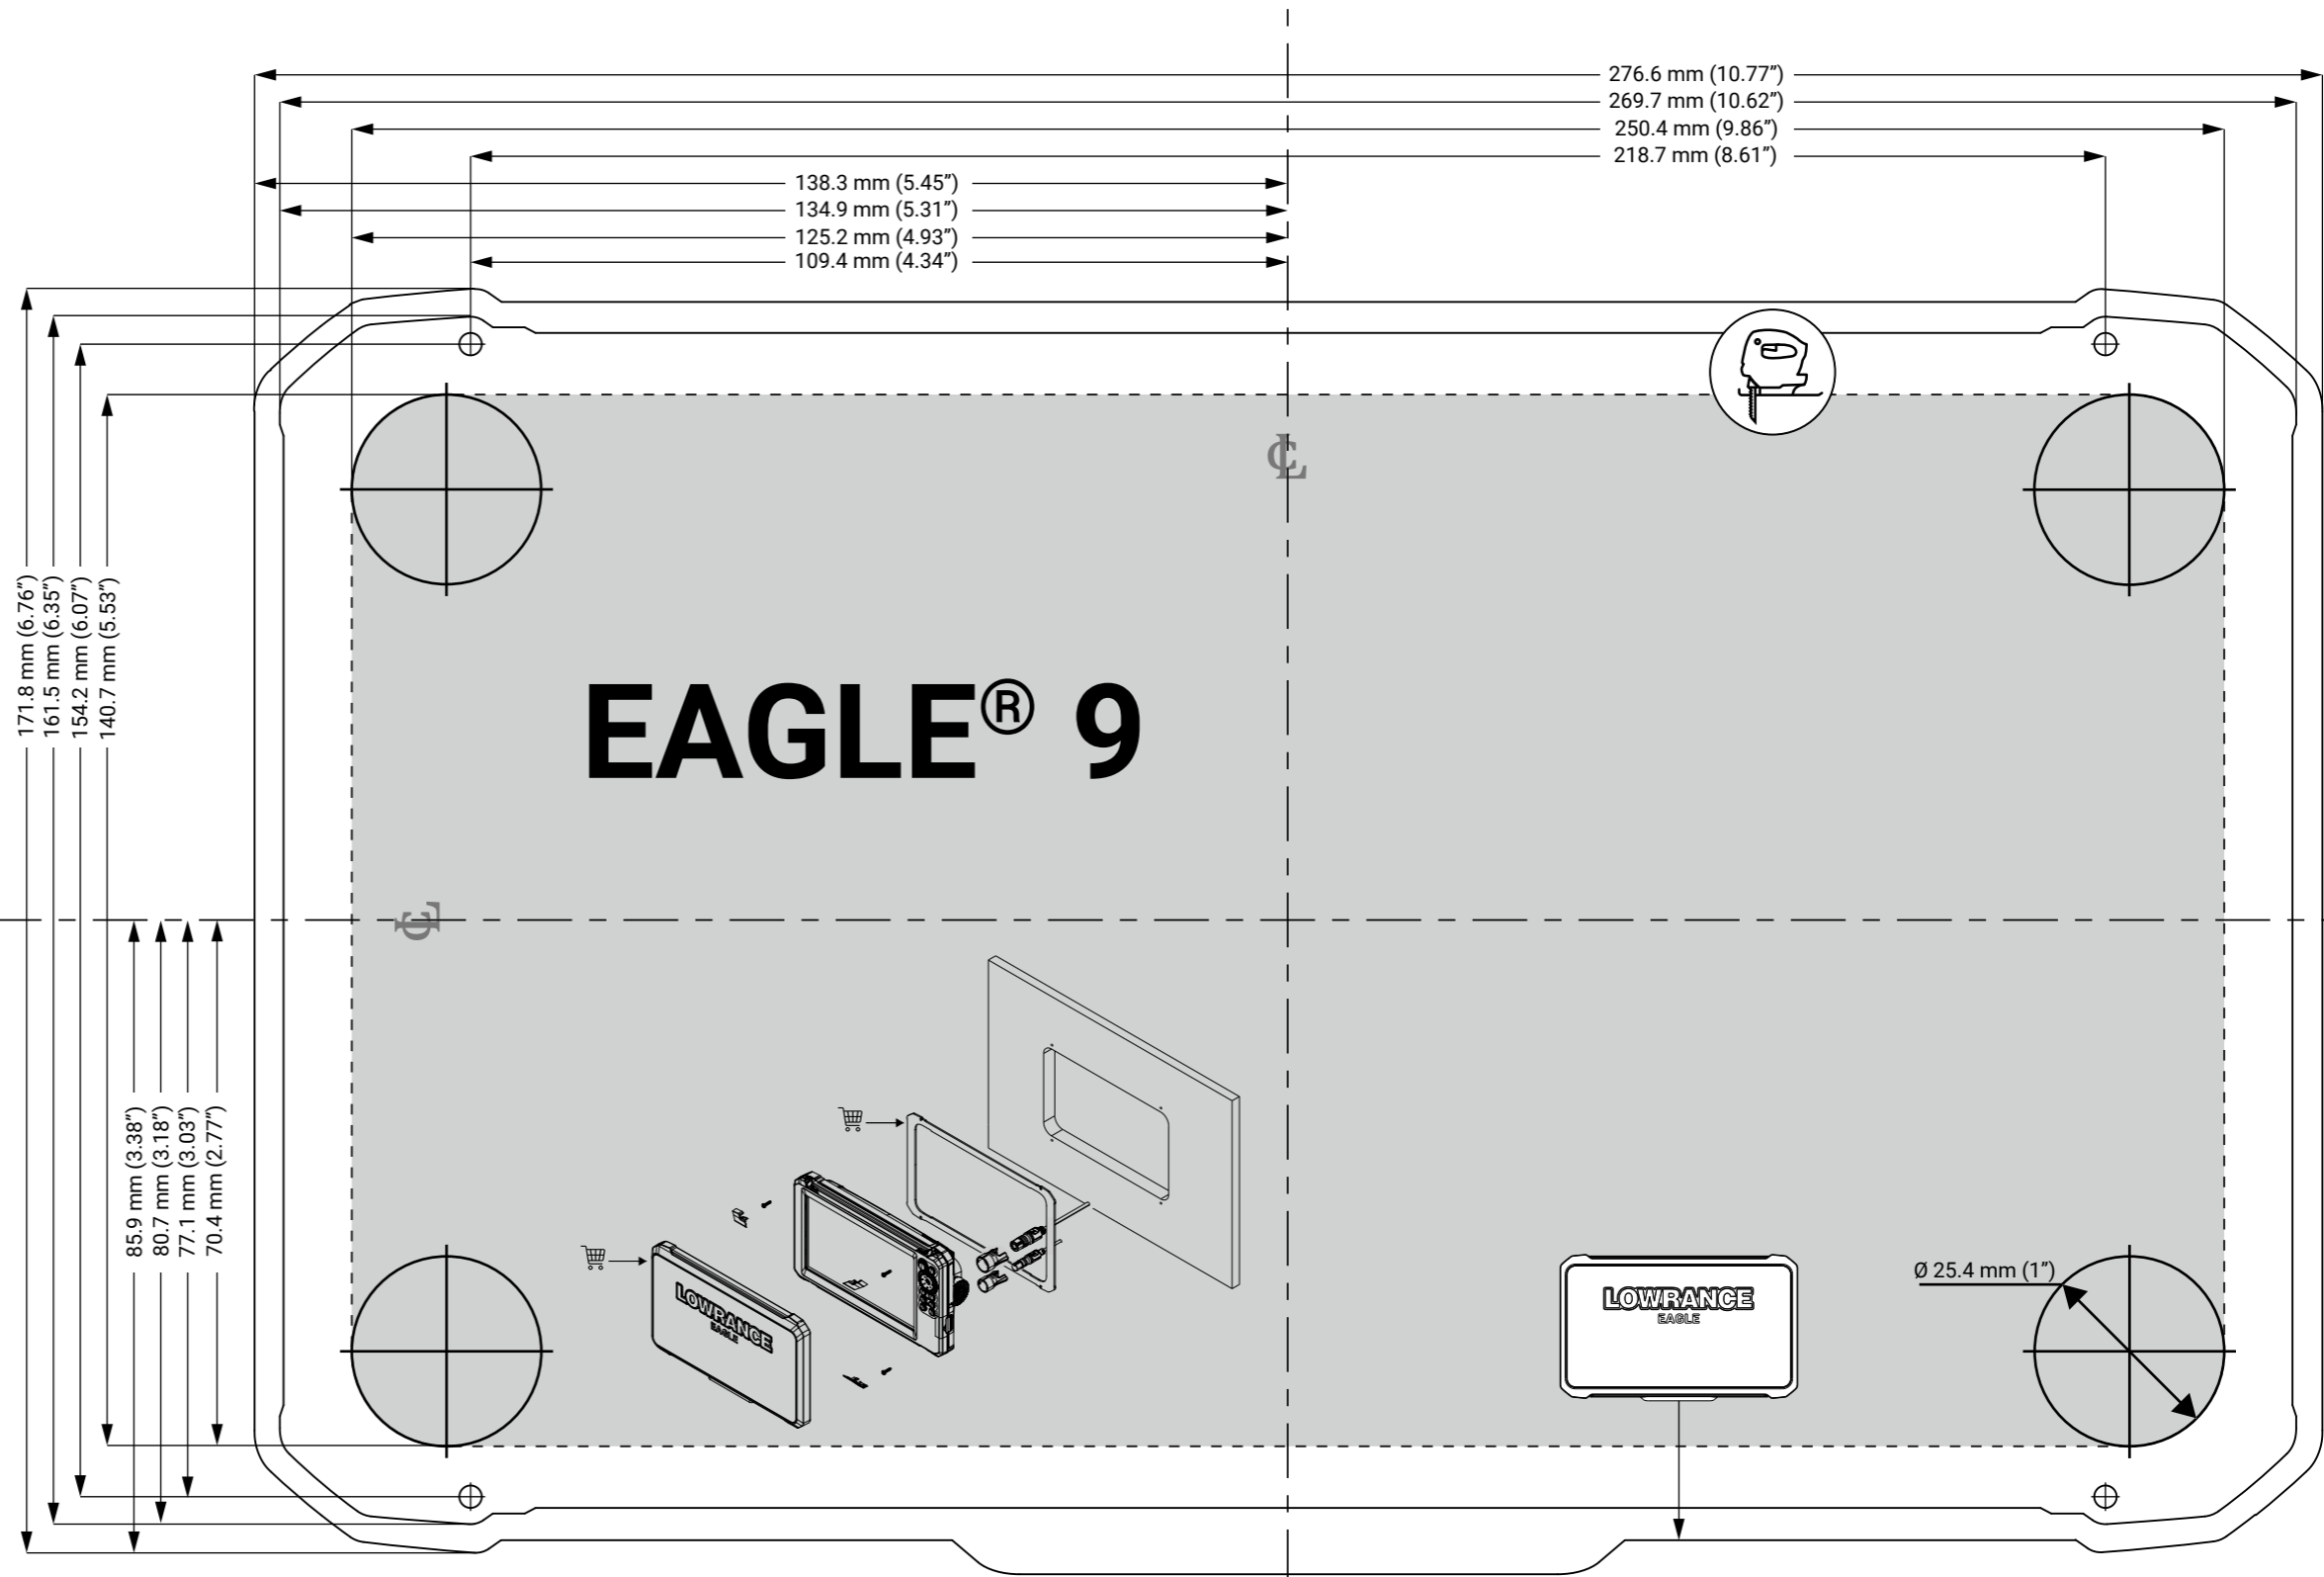 276.6 mm (10.77”)
269.7 mm (10.62”)
250.4 mm (9.86”)
218.7 mm (8.61”)
138.3 mm (5.45”)
134.9 mm (5.31”)
125.2 mm (4.93”)
109.4 mm (4.34”)
℄
171.8 mm (6.76”)
161.5 mm (6.35”)
154.2 mm (6.07”)
140.7 mm (5.53”)
EAGLE® 9
℄
85.9 mm (3.38”)
80.7 mm (3.18”)
77.1 mm (3.03”)
70.4 mm (2.77”)
LOWRANCE
EAGLE
LOWRANCE
EAGLE
Ø 25.4 mm (1”)